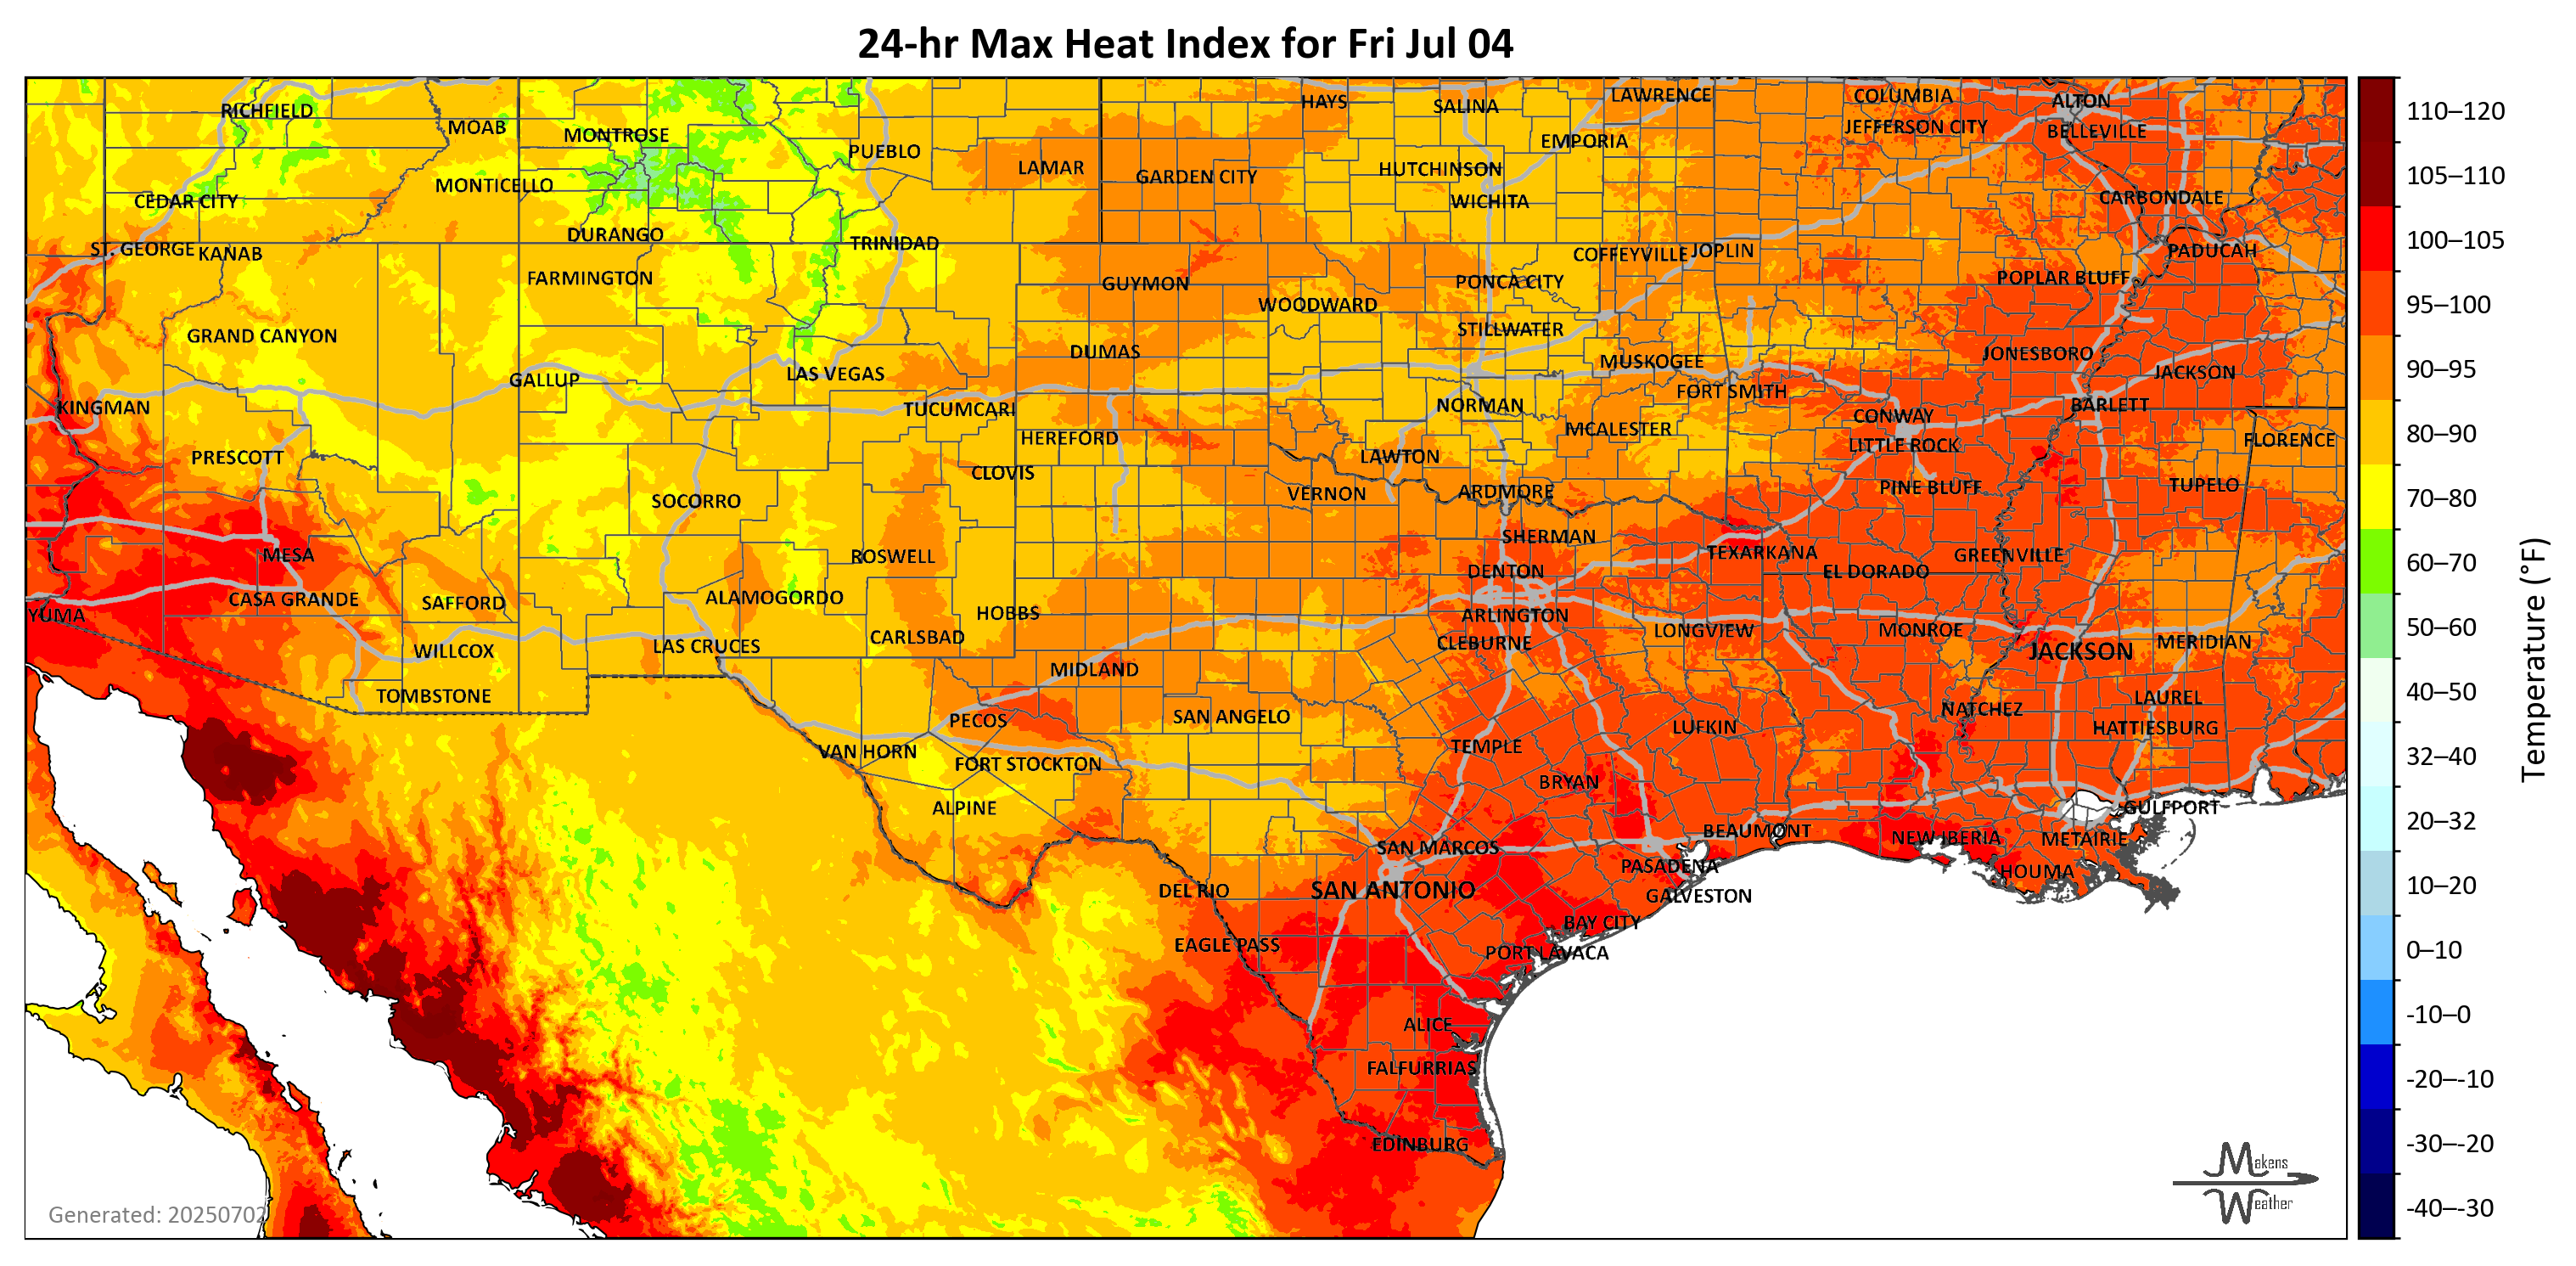 24-hr Max Heat Index for Fri Jul 04
RICHFIELD
MOAB
MONTROSE
PUEBLO
LAMAR
GARDEN CITY
HAYS
SALINA
LAWRENCE
EMPORIA
HUTCHINSON
WICHITA
COLUMBIA
JEFFERSON CITY
ALTON
BELLEVILLE
CARBONDALE
MONTICELLO
CEDAR CITY
ST. GEORGE
KANAB
DURANGO
TRINIDAD
FARMINGTON
GUYMON
WOODWARD
PONCA CITY
COFFEYVILLE
JOPLIN
POPLAR BLUFF
PADUCAH
GRAND CANYON
DUMAS
STILLWATER
MUSKOGEE
JONESBORO
JACKSON
GALLUP
LAS VEGAS
FORT SMITH
KINGMAN
TUCUMCARI
NORMAN
CONWAY
BARLETT
PRESCOTT
HEREFORD
MCALESTER
LITTLE ROCK
FLORENCE
CLOVIS
LAWTON
SOCORRO
VERNON
ARDMORE
PINE BLUFF
TUPELO
MESA
ROSWELL
SHERMAN
TEXARKANA
GREENVILLE
DENTON
EL DORADO
CASA GRANDE
SAFFORD
ALAMOGORDO
HOBBS
ARLINGTON
YUMA
WILLCOX
LAS CRUCES
CARLSBAD
CLEBURNE
LONGVIEW
MONROE
JACKSON
MERIDIAN
TOMBSTONE
MIDLAND
LAUREL
PECOS
SAN ANGELO
NATCHEZ
HATTIESBURG
VAN HORN
FORT STOCKTON
TEMPLE
LUFKIN
ALPINE
BRYAN
GULFPORT
BEAUMONT
NEW IBERIA
METAIRIE
SAN MARCOS
PASADENA
HOUMA
DEL RIO
SAN ANTONIO
GALVESTON
BAY CITY
EAGLE PASS
PORT LAVACA
ALICE
FALFURRIAS
EDINBURG
Generated: 20250702
Makens
Weather
110–120
105–110
100–105
95–100
90–95
80–90
70–80
60–70
50–60
40–50
32–40
20–32
10–20
0–10
-10–0
-20–-10
-30–-20
-40–-30
Temperature (°F)